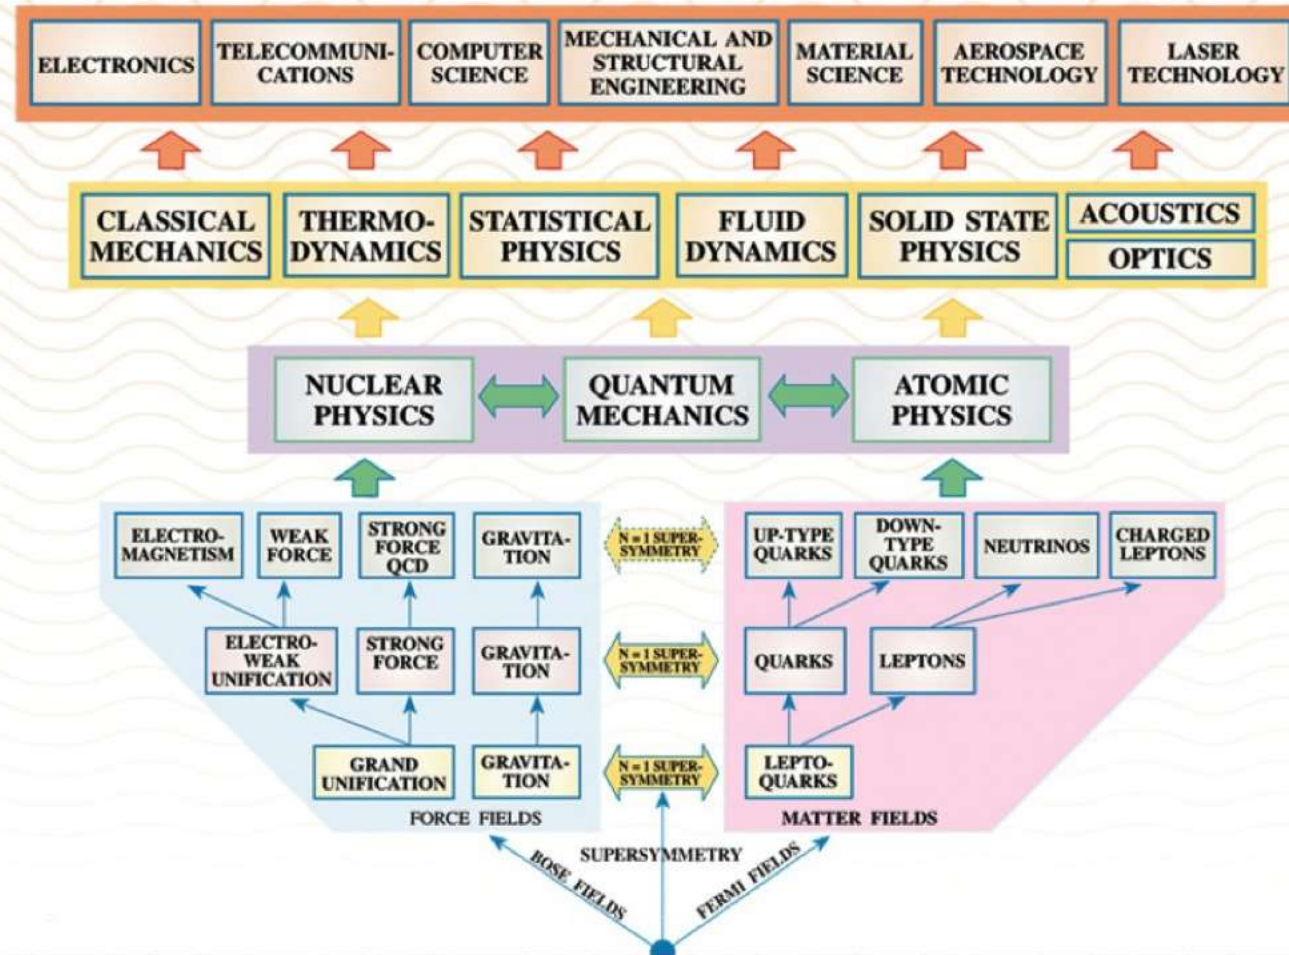 ELECTRONICS
TELECOMMUNI-
CATIONS
COMPUTER
SCIENCE
MECHANICAL AND
STRUCTURAL
ENGINEERING
MATERIAL
SCIENCE
AEROSPACE
TECHNOLOGY
LASER
TECHNOLOGY
CLASSICAL
MECHANICS
THERMO-
DYNAMICS
STATISTICAL
PHYSICS
FLUID
DYNAMICS
SOLID STATE
PHYSICS
ACOUSTICS
OPTICS
NUCLEAR
PHYSICS
QUANTUM
MECHANICS
ATOMIC
PHYSICS
ELECTRO-
MAGNETISM
WEAK
FORCE
STRONG
FORCE
QCD
GRAVITA-
TION
N = 1 SUPER-
SYMMETRY
UP-TYPE
QUARKS
DOWN-
TYPE
QUARKS
NEUTRINOS
CHARGED
LEPTONS
ELECTRO-
WEAK
UNIFICATION
STRONG
FORCE
GRAVITA-
TION
N = 1 SUPER-
SYMMETRY
QUARKS
LEPTONS
GRAND
UNIFICATION
GRAVITA-
TION
N = 1 SUPER-
SYMMETRY
LEPTO-
QUARKS
FORCE FIELDS
MATTER FIELDS
BOSE FIELDS
SUPERSYMMETRY
FERMI FIELDS